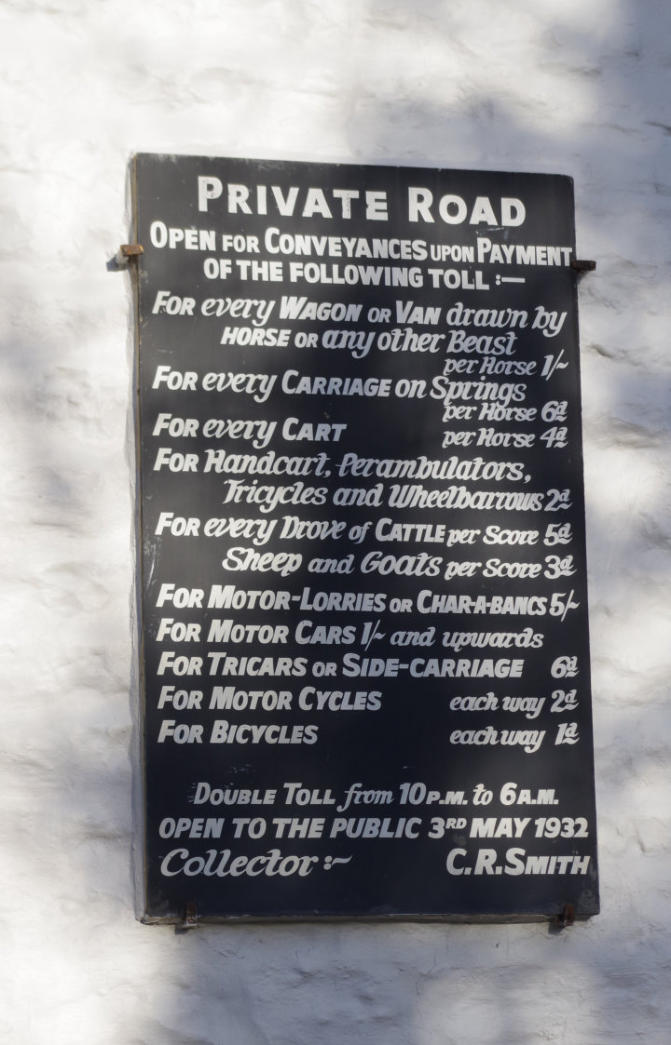 PRIVATE ROAD
OPEN FOR CONVEYANCES UPON PAYMENT
OF THE FOLLOWING TOLL :—
FOR every WAGON OR VAN drawn by
HORSE OR any other Beast
per Horse 1/~
FOR every CARRIAGE on Springs
per Horse 6d
FOR every CART per Horse 4d
FOR Handcart, Perambulators,
Tricycles and Wheelbarrows 2d
FOR every Drove of CATTLE per Score 5d
Sheep and Goats per Score 3d
FOR MOTOR-LORRIES OR CHAR-A-BANCS 5/~
FOR MOTOR CARS 1/~ and upwards
FOR TRICARS OR SIDE-CARRIAGE 6d
FOR MOTOR CYCLES each way 2d
FOR BICYCLES each way 1d
DOUBLE TOLL from 10 P.M. to 6 A.M.
OPEN TO THE PUBLIC 3RD MAY 1932
Collector :~ C.R.SMITH